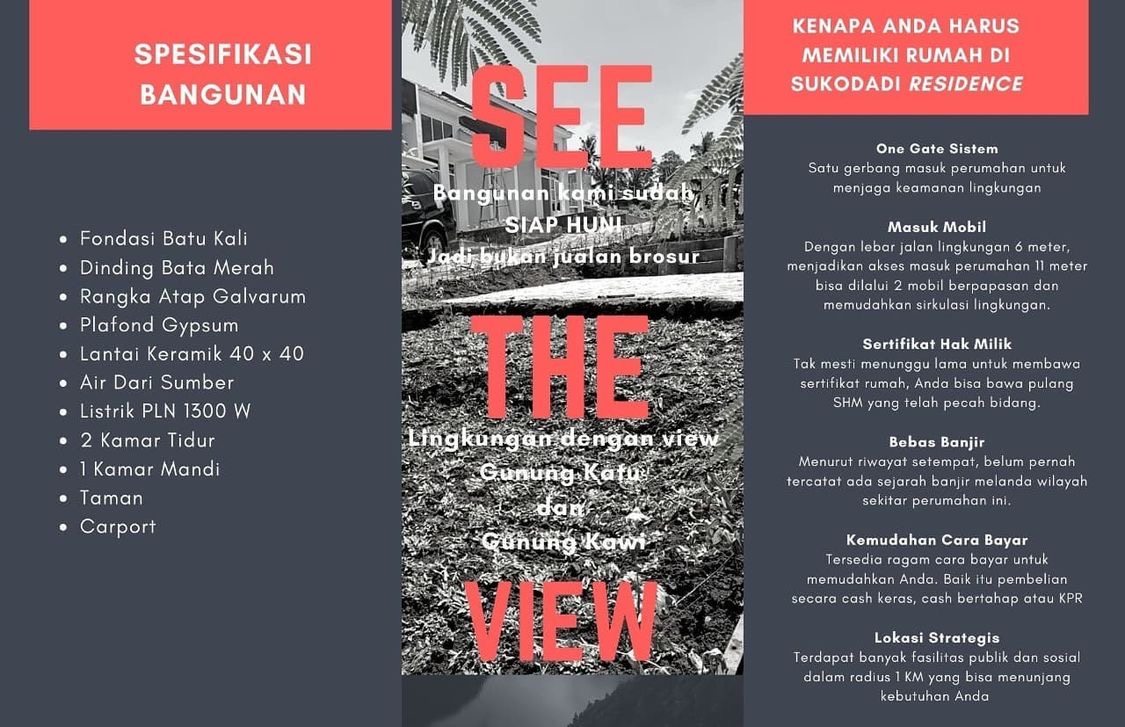 SPESIFIKASI
BANGUNAN
Fondasi Batu Kali
Dinding Bata Merah
Rangka Atap Galvarum
Plafond Gypsum
Lantai Keramik 40 x 40
Air Dari Sumber
Listrik PLN 1300 W
2 Kamar Tidur
1 Kamar Mandi
Taman
Carport
SEE
Bangunan kami sudah
SIAP HUNI
Jadi bukan jualan brosur
THE
Lingkungan dengan view
Gunung Katu
dan
Gunung Kawi
VIEW
KENAPA ANDA HARUS
MEMILIKI RUMAH DI
SUKODADI RESIDENCE
One Gate Sistem
Satu gerbang masuk perumahan untuk
menjaga keamanan lingkungan
Masuk Mobil
Dengan lebar jalan lingkungan 6 meter,
menjadikan akses masuk perumahan 11 meter
bisa dilalui 2 mobil berpapasan dan
memudahkan sirkulasi lingkungan.
Sertifikat Hak Milik
Tak mesti menunggu lama untuk membawa
sertifikat rumah, Anda bisa bawa pulang
SHM yang telah pecah bidang.
Bebas Banjir
Menurut riwayat setempat, belum pernah
tercatat ada sejarah banjir melanda wilayah
sekitar perumahan ini.
Kemudahan Cara Bayar
Tersedia ragam cara bayar untuk
memudahkan Anda. Baik itu pembelian
secara cash keras, cash bertahap atau KPR
Lokasi Strategis
Terdapat banyak fasilitas publik dan sosial
dalam radius 1 KM yang bisa menunjang
kebutuhan Anda